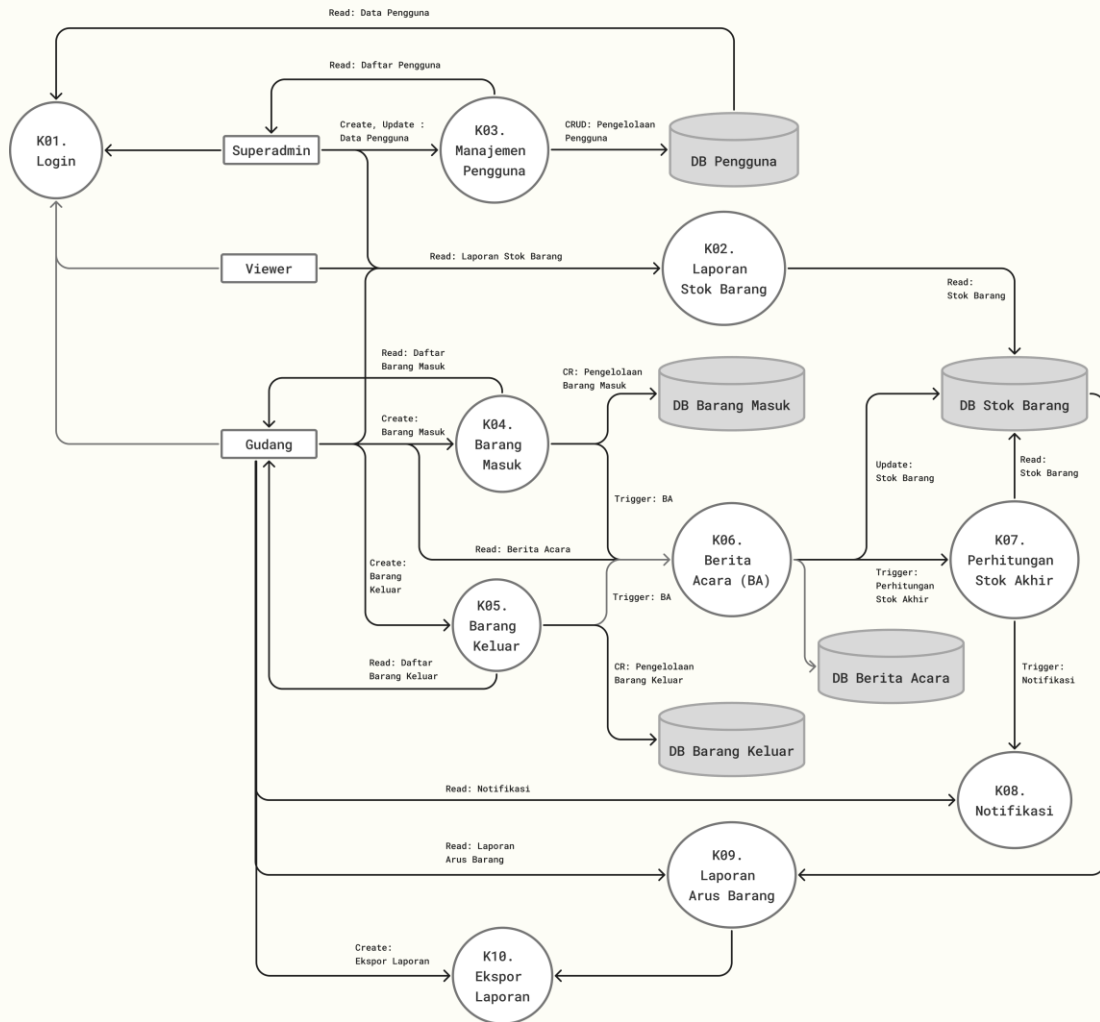 Read: Data Pengguna
Read: Daftar Pengguna
K01.
Login
Superadmin
Create, Update :
Data Pengguna
K03.
Manajemen
Pengguna
CRUD: Pengelolaan
Pengguna
DB Pengguna
Viewer
Read: Laporan Stok Barang
K02.
Laporan
Stok Barang
Read:
Stok Barang
Read: Daftar
Barang Masuk
CR: Pengelolaan
Barang Masuk
DB Barang Masuk
DB Stok Barang
Gudang
Create:
Barang Masuk
K04.
Barang
Masuk
Update:
Stok Barang
Read:
Stok Barang
Trigger: BA
Read: Berita Acara
K06.
Berita
Acara (BA)
K07.
Perhitungan
Stok Akhir
Trigger:
Perhitungan
Stok Akhir
Create:
Barang
Keluar
Trigger: BA
K05.
Barang
Keluar
Read: Daftar
Barang Keluar
CR: Pengelolaan
Barang Keluar
DB Berita Acara
Trigger:
Notifikasi
DB Barang Keluar
Read: Notifikasi
K08.
Notifikasi
Read: Laporan
Arus Barang
K09.
Laporan
Arus Barang
Create:
Ekspor Laporan
K10.
Ekspor
Laporan